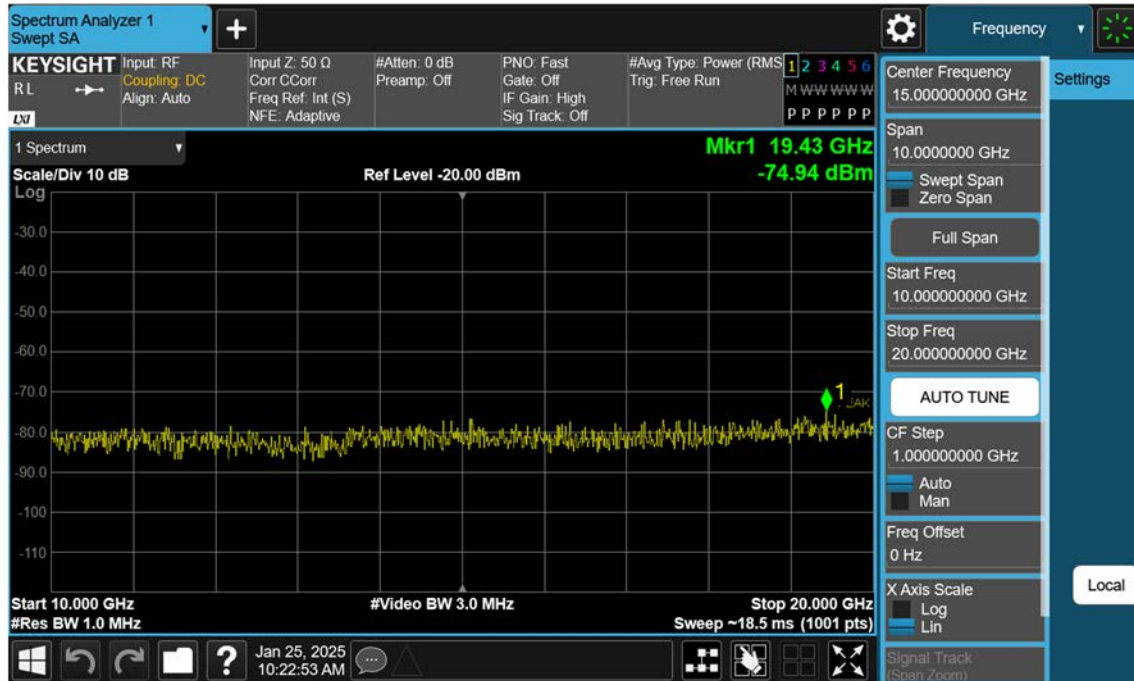 Spectrum Analyzer 1
Swept SA
Frequency
KEYSIGHT
R L
LXI
Input: RF
Coupling: DC
Align: Auto
Input Z: 50 Ω
Corr CCorr
Freq Ref: Int (S)
NFE: Adaptive
#Atten: 0 dB
Preamp: Off
PNO: Fast
Gate: Off
IF Gain: High
Sig Track: Off
#Avg Type: Power (RMS
Trig: Free Run
1 2 3 4 5 6
M W W W W W
P P P P P P
1 Spectrum
Scale/Div 10 dB
Ref Level -20.00 dBm
Mkr1 19.43 GHz
-74.94 dBm
Log
-30.0
-40.0
-50.0
-60.0
-70.0
-80.0
-90.0
-100
-110
1
Start 10.000 GHz
#Res BW 1.0 MHz
#Video BW 3.0 MHz
Stop 20.000 GHz
Sweep ~18.5 ms (1001 pts)
Jan 25, 2025
10:22:53 AM
Center Frequency
15.000000000 GHz
Span
10.0000000 GHz
Swept Span
Zero Span
Full Span
Start Freq
10.000000000 GHz
Stop Freq
20.000000000 GHz
AUTO TUNE
CF Step
1.000000000 GHz
Auto
Man
Freq Offset
0 Hz
X Axis Scale
Log
Lin
Signal Track
(Span Zoom)
Settings
Local